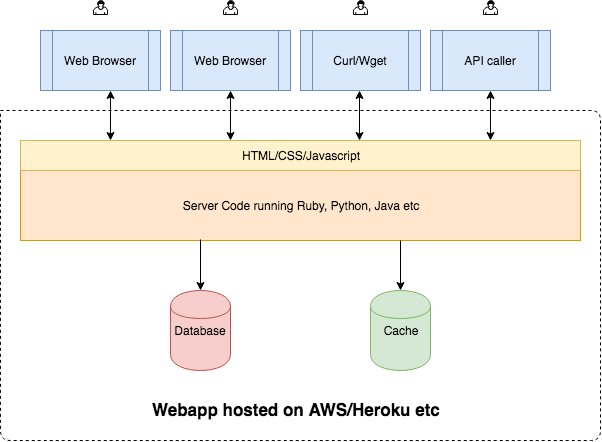 Web Browser
Web Browser
Curl/Wget
API caller
HTML/CSS/Javascript
Server Code running Ruby, Python, Java etc
Database
Cache
Webapp hosted on AWS/Heroku etc